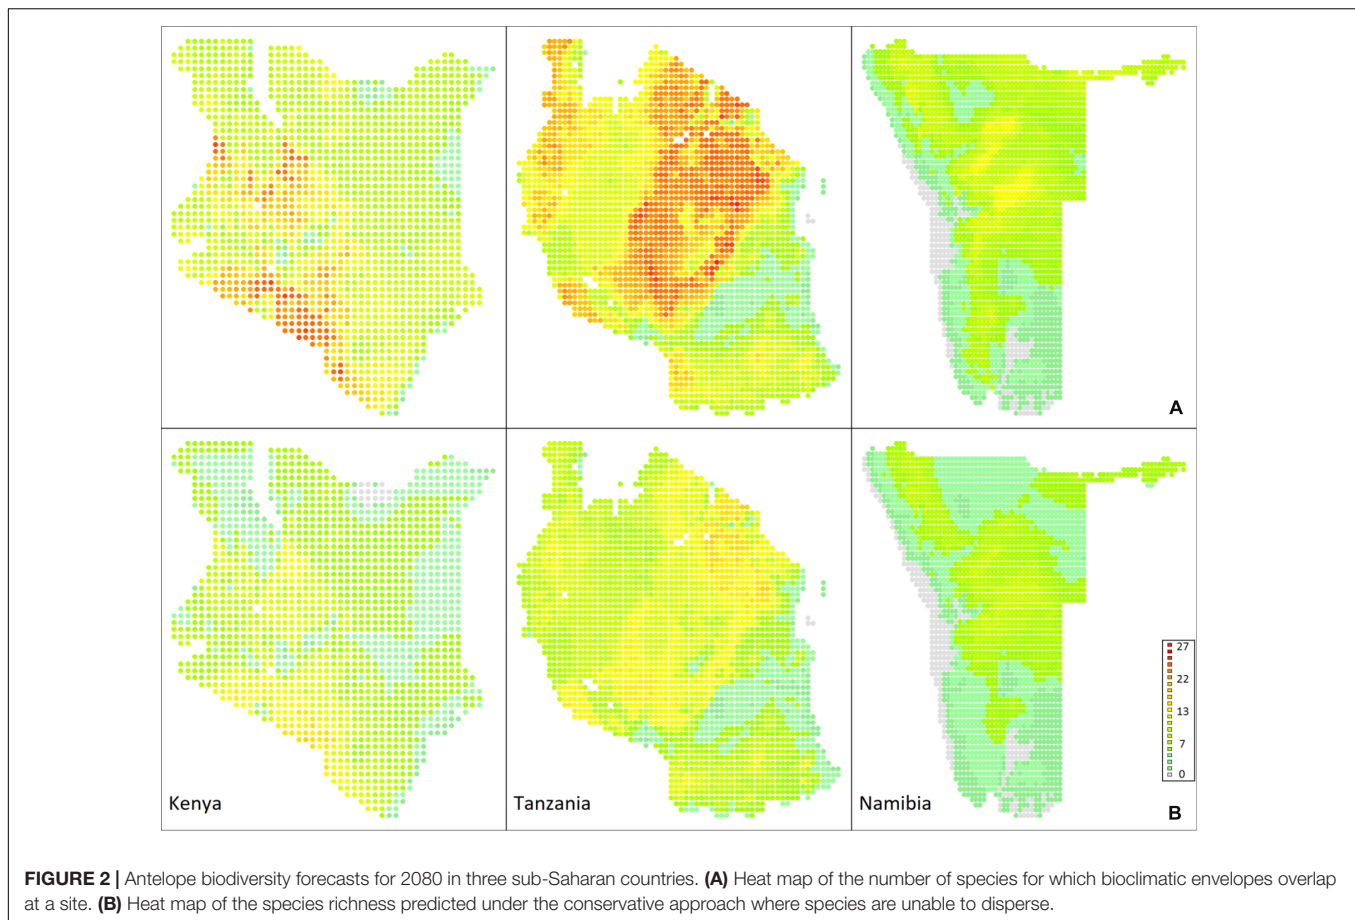 A
27
22
13
7
0
Kenya
Tanzania
Namibia
B
FIGURE 2 | Antelope biodiversity forecasts for 2080 in three sub-Saharan countries. (A) Heat map of the number of species for which bioclimatic envelopes overlap
at a site. (B) Heat map of the species richness predicted under the conservative approach where species are unable to disperse.